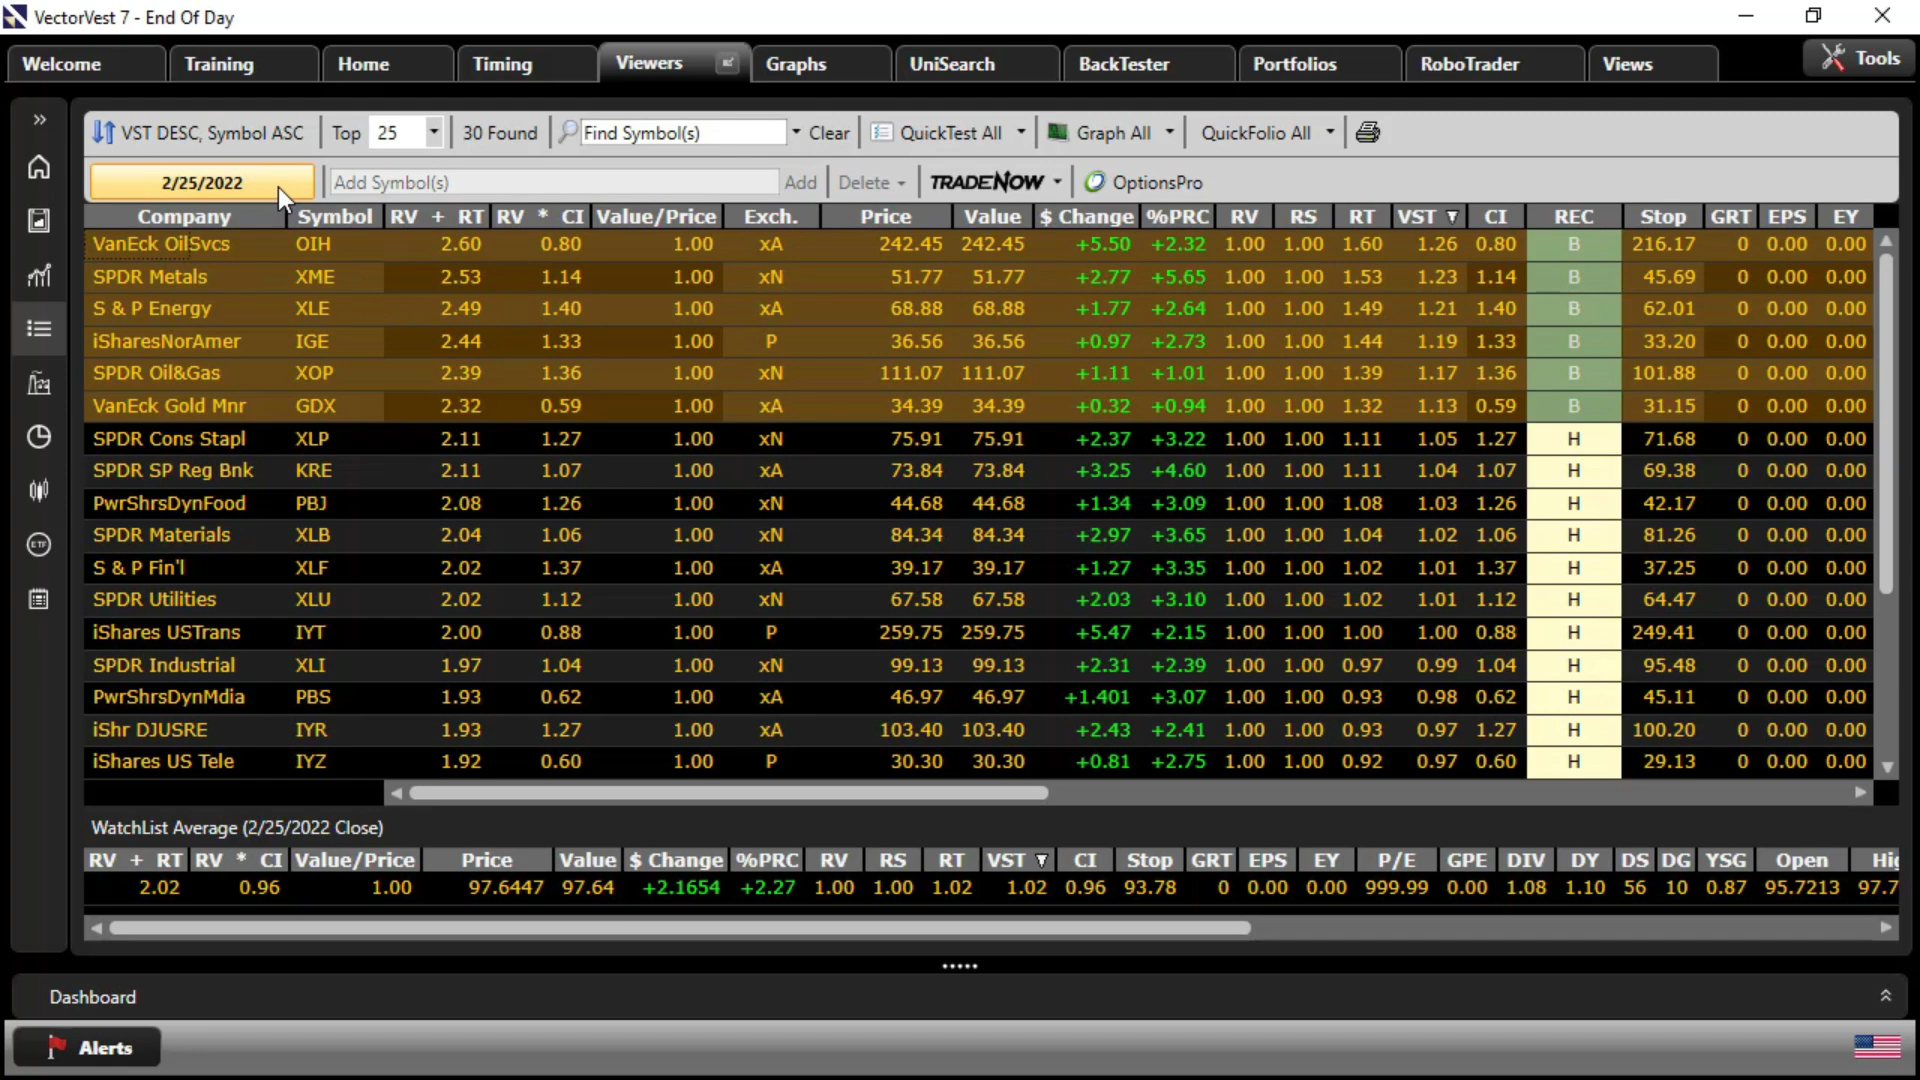 VectorVest 7 - End Of Day
Welcome Training Home Timing Viewers Graphs UniSearch BackTester Portfolios RoboTrader Views Tools
VST DESC, Symbol ASC Top 25 30 Found Find Symbol(s) Clear QuickTest All Graph All QuickFolio All
2/25/2022 Add Symbol(s) Add Delete TRADENOW OptionsPro
Company Symbol RV + RT RV * CI Value/Price Exch. Price Value $ Change %PRC RV RS RT VST CI REC Stop GRT EPS EY
VanEck OilSvcs OIH 2.60 0.80 1.00 xA 242.45 242.45 +5.50 +2.32 1.00 1.00 1.60 1.26 0.80 B 216.17 0 0.00 0.00
SPDR Metals XME 2.53 1.14 1.00 xN 51.77 51.77 +2.77 +5.65 1.00 1.00 1.53 1.23 1.14 B 45.69 0 0.00 0.00
S & P Energy XLE 2.49 1.40 1.00 xA 68.88 68.88 +1.77 +2.64 1.00 1.00 1.49 1.21 1.40 B 62.01 0 0.00 0.00
iSharesNorAmer IGE 2.44 1.33 1.00 P 36.56 36.56 +0.97 +2.73 1.00 1.00 1.44 1.19 1.33 B 33.20 0 0.00 0.00
SPDR Oil&Gas XOP 2.39 1.36 1.00 xN 111.07 111.07 +1.11 +1.01 1.00 1.00 1.39 1.17 1.36 B 101.88 0 0.00 0.00
VanEck Gold Mnr GDX 2.32 0.59 1.00 xA 34.39 34.39 +0.32 +0.94 1.00 1.00 1.32 1.13 0.59 B 31.15 0 0.00 0.00
SPDR Cons Stapl XLP 2.11 1.27 1.00 xN 75.91 75.91 +2.37 +3.22 1.00 1.00 1.11 1.05 1.27 H 71.68 0 0.00 0.00
SPDR SP Reg Bnk KRE 2.11 1.07 1.00 xA 73.84 73.84 +3.25 +4.60 1.00 1.00 1.11 1.04 1.07 H 69.38 0 0.00 0.00
PwrShrsDynFood PBJ 2.08 1.26 1.00 xN 44.68 44.68 +1.34 +3.09 1.00 1.00 1.08 1.03 1.26 H 42.17 0 0.00 0.00
SPDR Materials XLB 2.04 1.06 1.00 xN 84.34 84.34 +2.97 +3.65 1.00 1.00 1.04 1.02 1.06 H 81.26 0 0.00 0.00
S & P Fin'l XLF 2.02 1.37 1.00 xA 39.17 39.17 +1.27 +3.35 1.00 1.00 1.02 1.01 1.37 H 37.25 0 0.00 0.00
SPDR Utilities XLU 2.02 1.12 1.00 xN 67.58 67.58 +2.03 +3.10 1.00 1.00 1.02 1.01 1.12 H 64.47 0 0.00 0.00
iShares USTrans IYT 2.00 0.88 1.00 P 259.75 259.75 +5.47 +2.15 1.00 1.00 1.00 1.00 0.88 H 249.41 0 0.00 0.00
SPDR Industrial XLI 1.97 1.04 1.00 xN 99.13 99.13 +2.31 +2.39 1.00 1.00 0.97 0.99 1.04 H 95.48 0 0.00 0.00
PwrShrsDynMdia PBS 1.93 0.62 1.00 xA 46.97 46.97 +1.401 +3.07 1.00 1.00 0.93 0.98 0.62 H 45.11 0 0.00 0.00
iShr DJUSRE IYR 1.93 1.27 1.00 xA 103.40 103.40 +2.43 +2.41 1.00 1.00 0.93 0.97 1.27 H 100.20 0 0.00 0.00
iShares US Tele IYZ 1.92 0.60 1.00 P 30.30 30.30 +0.81 +2.75 1.00 1.00 0.92 0.97 0.60 H 29.13 0 0.00 0.00
WatchList Average (2/25/2022 Close)
RV + RT RV * CI Value/Price Price Value $ Change %PRC RV RS RT VST CI Stop GRT EPS EY P/E GPE DIV DY DS DG YSG Open Hig
2.02 0.96 1.00 97.6447 97.64 +2.1654 +2.27 1.00 1.00 1.02 1.02 0.96 93.78 0 0.00 0.00 999.99 0.00 1.08 1.10 56 10 0.87 95.7213 97.7
Dashboard
Alerts
ETF